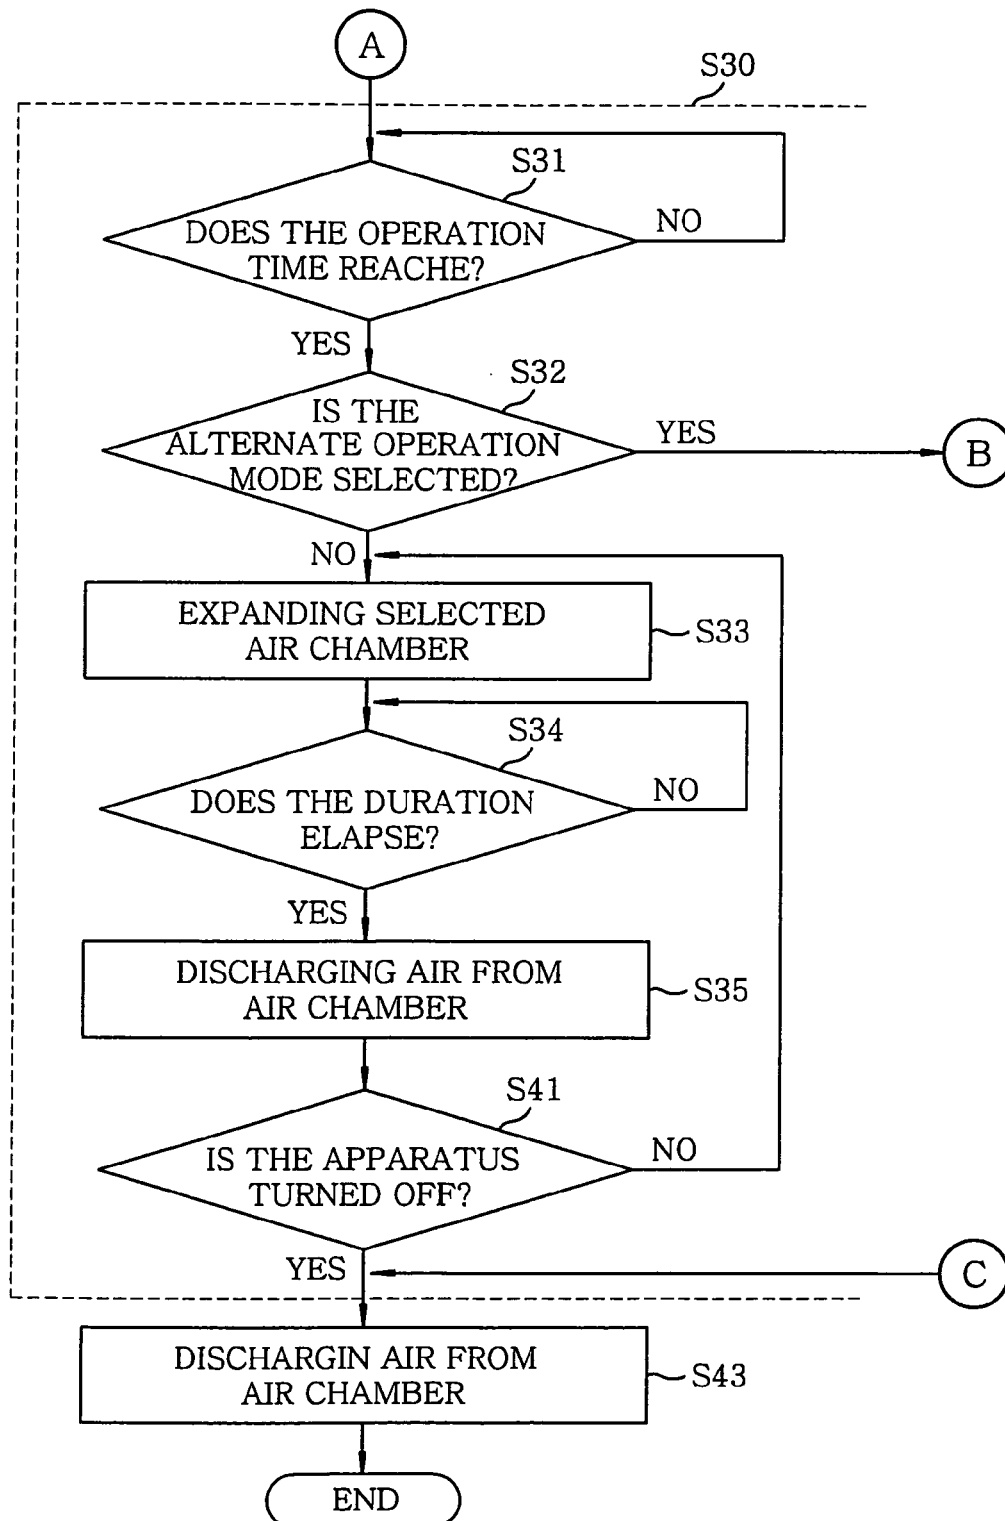 A
S30
S31
DOES THE OPERATION
TIME REACHE?
NO
YES
S32
IS THE
ALTERNATE OPERATION
MODE SELECTED?
YES
B
NO
EXPANDING SELECTED
AIR CHAMBER
S33
S34
DOES THE DURATION
ELAPSE?
NO
YES
DISCHARGING AIR FROM
AIR CHAMBER
S35
S41
IS THE APPARATUS
TURNED OFF?
NO
YES
C
DISCHARGIN AIR FROM
AIR CHAMBER
S43
END